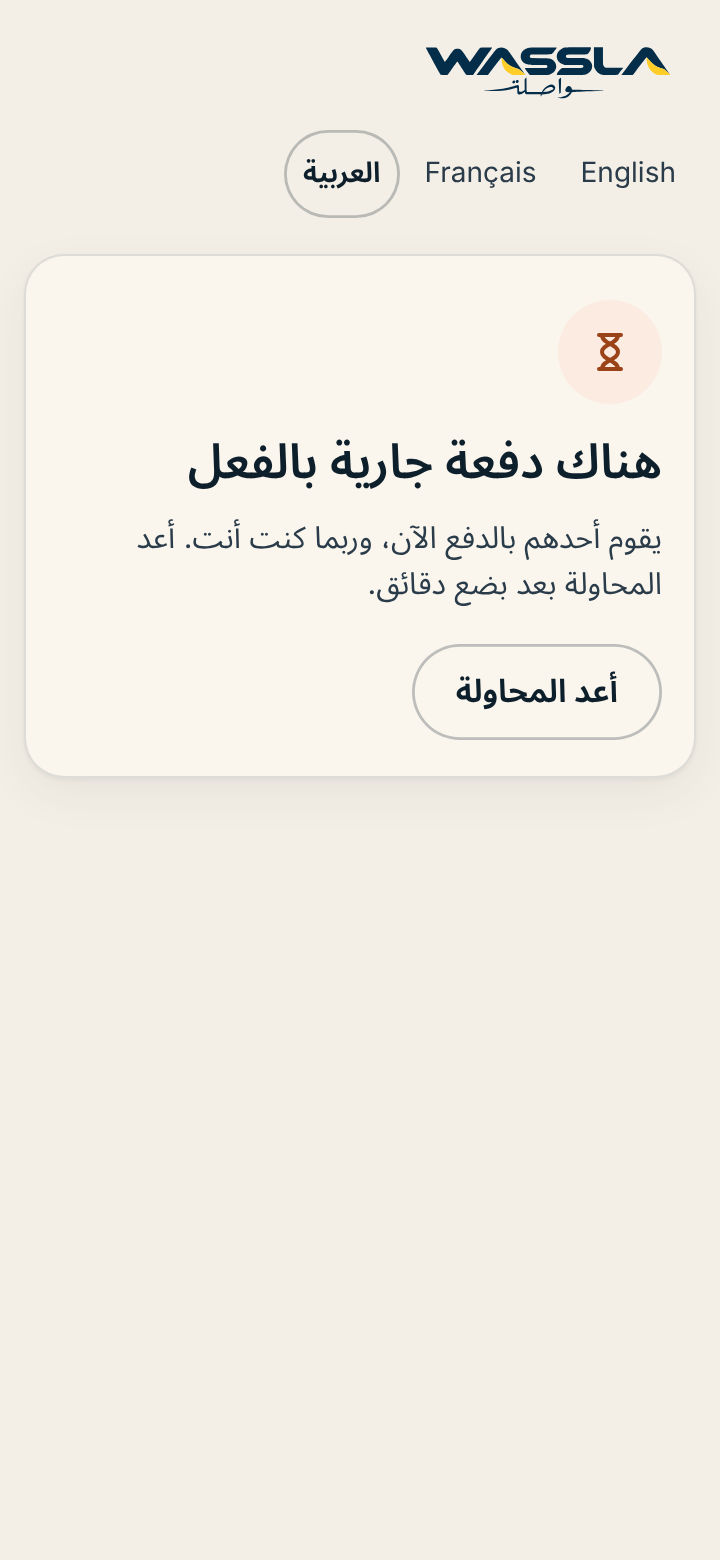 WASSLA
واصلة
English
Français
العربية
هناك دفعة جارية بالفعل
يقوم أحدهم بالدفع الآن، وربما كنت أنت. أعد
المحاولة بعد بضع دقائق.
أعد المحاولة